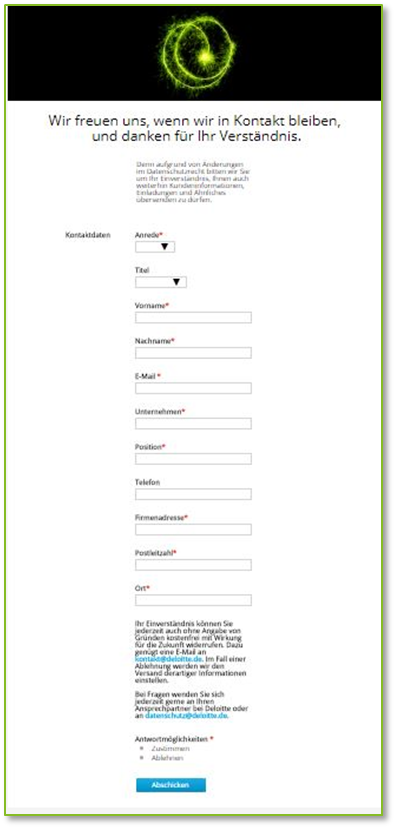 Wir freuen uns, wenn wir in Kontakt bleiben,
und danken für Ihr Verständnis.
Denn aufgrund von Änderungen
im Datenschutzrecht bitten wir Sie
um Ihr Einverständnis, Ihnen auch
weiterhin Kundeninformationen,
Einladungen und Ähnliches
übersenden zu dürfen.
Kontaktdaten
Anrede*
Titel
Vorname*
Nachname*
E-Mail *
Unternehmen*
Position*
Telefon
Firmenadresse*
Postleitzahl*
Ort*
Ihr Einverständnis können Sie
jederzeit auch ohne Angabe von
Gründen kostenfrei mit Wirkung
für die Zukunft widerrufen. Dazu
genügt eine E-Mail an
kontakt@deloitte.de. Im Fall einer
Ablehnung werden wir den
Versand derartiger Informationen
einstellen.
Bei Fragen wenden Sie sich
jederzeit gerne an Ihren
Ansprechpartner bei Deloitte oder
an datenschutz@deloitte.de.
Antwortmöglichkeiten *
Zustimmen
Ablehnen
Abschicken